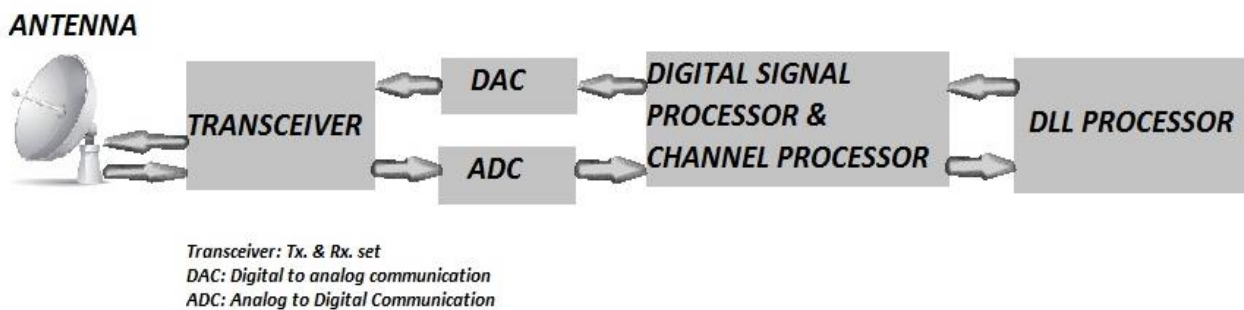 ANTENNA
TRANSCEIVER
DAC
ADC
DIGITAL SIGNAL
PROCESSOR &
CHANNEL PROCESSOR
DLL PROCESSOR
Transceiver: Tx. & Rx. set
DAC: Digital to analog communication
ADC: Analog to Digital Communication